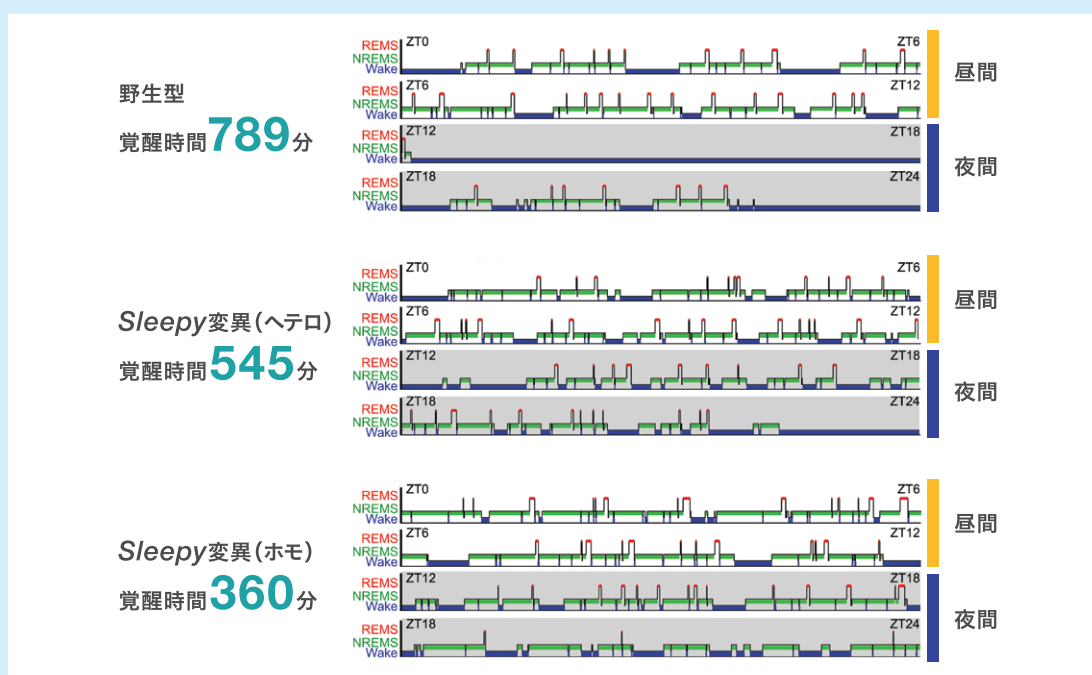 REMS
NREMS
Wake
ZT0 ZT6
REMS
NREMS
Wake
ZT6 ZT12
昼間
野生型
覚醒時間789分
REMS
NREMS
Wake
ZT12 ZT18
REMS
NREMS
Wake
ZT18 ZT24
夜間
REMS
NREMS
Wake
ZT0 ZT6
REMS
NREMS
Wake
ZT6 ZT12
昼間
Sleepy変異(ヘテロ)
覚醒時間545分
REMS
NREMS
Wake
ZT12 ZT18
REMS
NREMS
Wake
ZT18 ZT24
夜間
REMS
NREMS
Wake
ZT0 ZT6
REMS
NREMS
Wake
ZT6 ZT12
昼間
Sleepy変異(ホモ)
覚醒時間360分
REMS
NREMS
Wake
ZT12 ZT18
REMS
NREMS
Wake
ZT18 ZT24
夜間